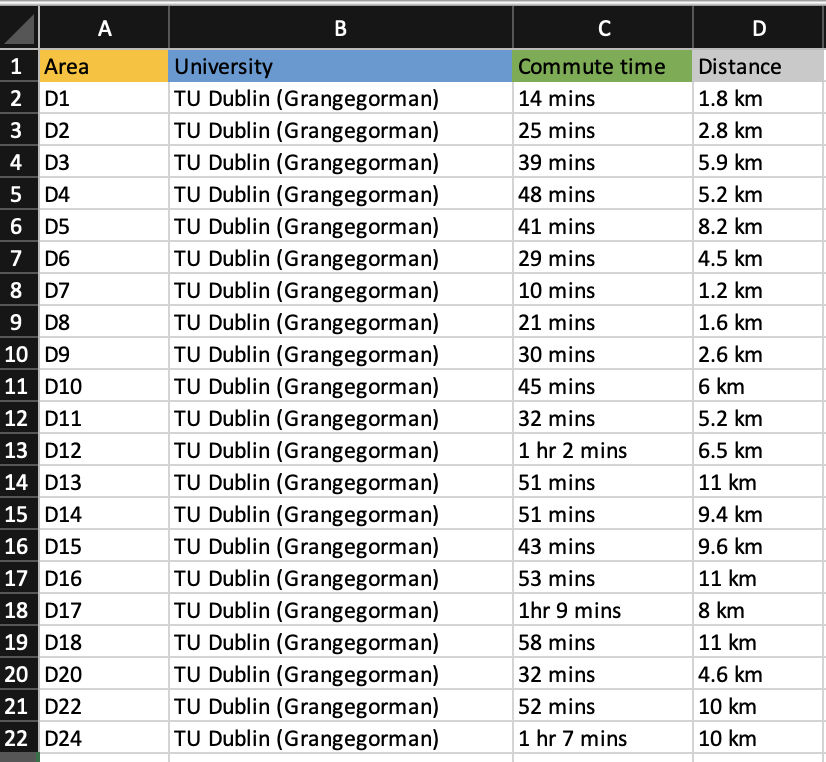 A B C D
1 Area University Commute time Distance
2 D1 TU Dublin (Grangegorman) 14 mins 1.8 km
3 D2 TU Dublin (Grangegorman) 25 mins 2.8 km
4 D3 TU Dublin (Grangegorman) 39 mins 5.9 km
5 D4 TU Dublin (Grangegorman) 48 mins 5.2 km
6 D5 TU Dublin (Grangegorman) 41 mins 8.2 km
7 D6 TU Dublin (Grangegorman) 29 mins 4.5 km
8 D7 TU Dublin (Grangegorman) 10 mins 1.2 km
9 D8 TU Dublin (Grangegorman) 21 mins 1.6 km
10 D9 TU Dublin (Grangegorman) 30 mins 2.6 km
11 D10 TU Dublin (Grangegorman) 45 mins 6 km
12 D11 TU Dublin (Grangegorman) 32 mins 5.2 km
13 D12 TU Dublin (Grangegorman) 1 hr 2 mins 6.5 km
14 D13 TU Dublin (Grangegorman) 51 mins 11 km
15 D14 TU Dublin (Grangegorman) 51 mins 9.4 km
16 D15 TU Dublin (Grangegorman) 43 mins 9.6 km
17 D16 TU Dublin (Grangegorman) 53 mins 11 km
18 D17 TU Dublin (Grangegorman) 1hr 9 mins 8 km
19 D18 TU Dublin (Grangegorman) 58 mins 11 km
20 D20 TU Dublin (Grangegorman) 32 mins 4.6 km
21 D22 TU Dublin (Grangegorman) 52 mins 10 km
22 D24 TU Dublin (Grangegorman) 1 hr 7 mins 10 km